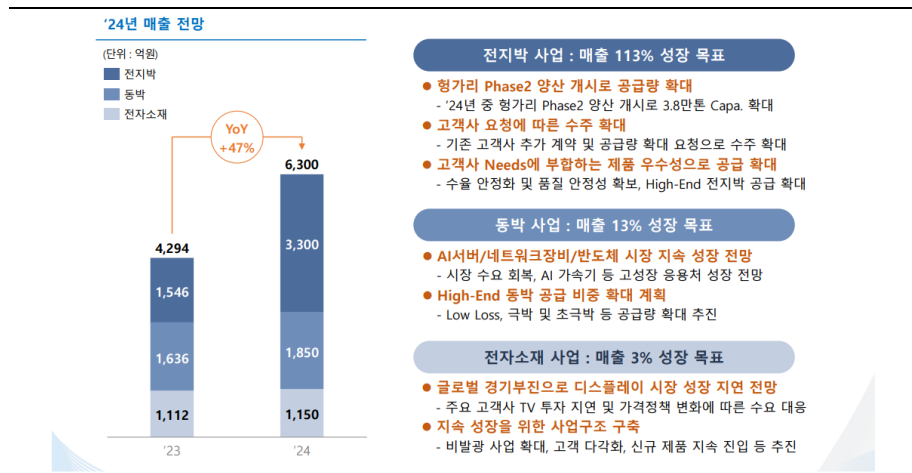 ‘24년 매출 전망
(단위 : 억원)
전지박
동박
전자소재
YoY
+47%
6,300
4,294
3,300
1,546
1,636
1,850
1,112
1,150
‘23
‘24
전지박 사업 : 매출 113% 성장 목표
● 헝가리 Phase2 양산 개시로 공급량 확대
- ‘24년 중 헝가리 Phase2 양산 개시로 3.8만톤 Capa. 확대
● 고객사 요청에 따른 수주 확대
- 기존 고객사 추가 계약 및 공급량 확대 요청으로 수주 확대
● 고객사 Needs에 부합하는 제품 우수성으로 공급 확대
- 수율 안정화 및 품질 안정성 확보, High-End 전지박 공급 확대
동박 사업 : 매출 13% 성장 목표
● AI서버/네트워크장비/반도체 시장 지속 성장 전망
- 시장 수요 회복, AI 가속기 등 고성장 응용처 성장 전망
● High-End 동박 공급 비중 확대 계획
- Low Loss, 극박 및 초극박 등 공급량 확대 추진
전자소재 사업 : 매출 3% 성장 목표
● 글로벌 경기부진으로 디스플레이 시장 성장 지연 전망
- 주요 고객사 TV 투자 지연 및 가격정책 변화에 따른 수요 대응
● 지속 성장을 위한 사업구조 구축
- 비발광 사업 확대, 고객 다각화, 신규 제품 지속 진입 등 추진